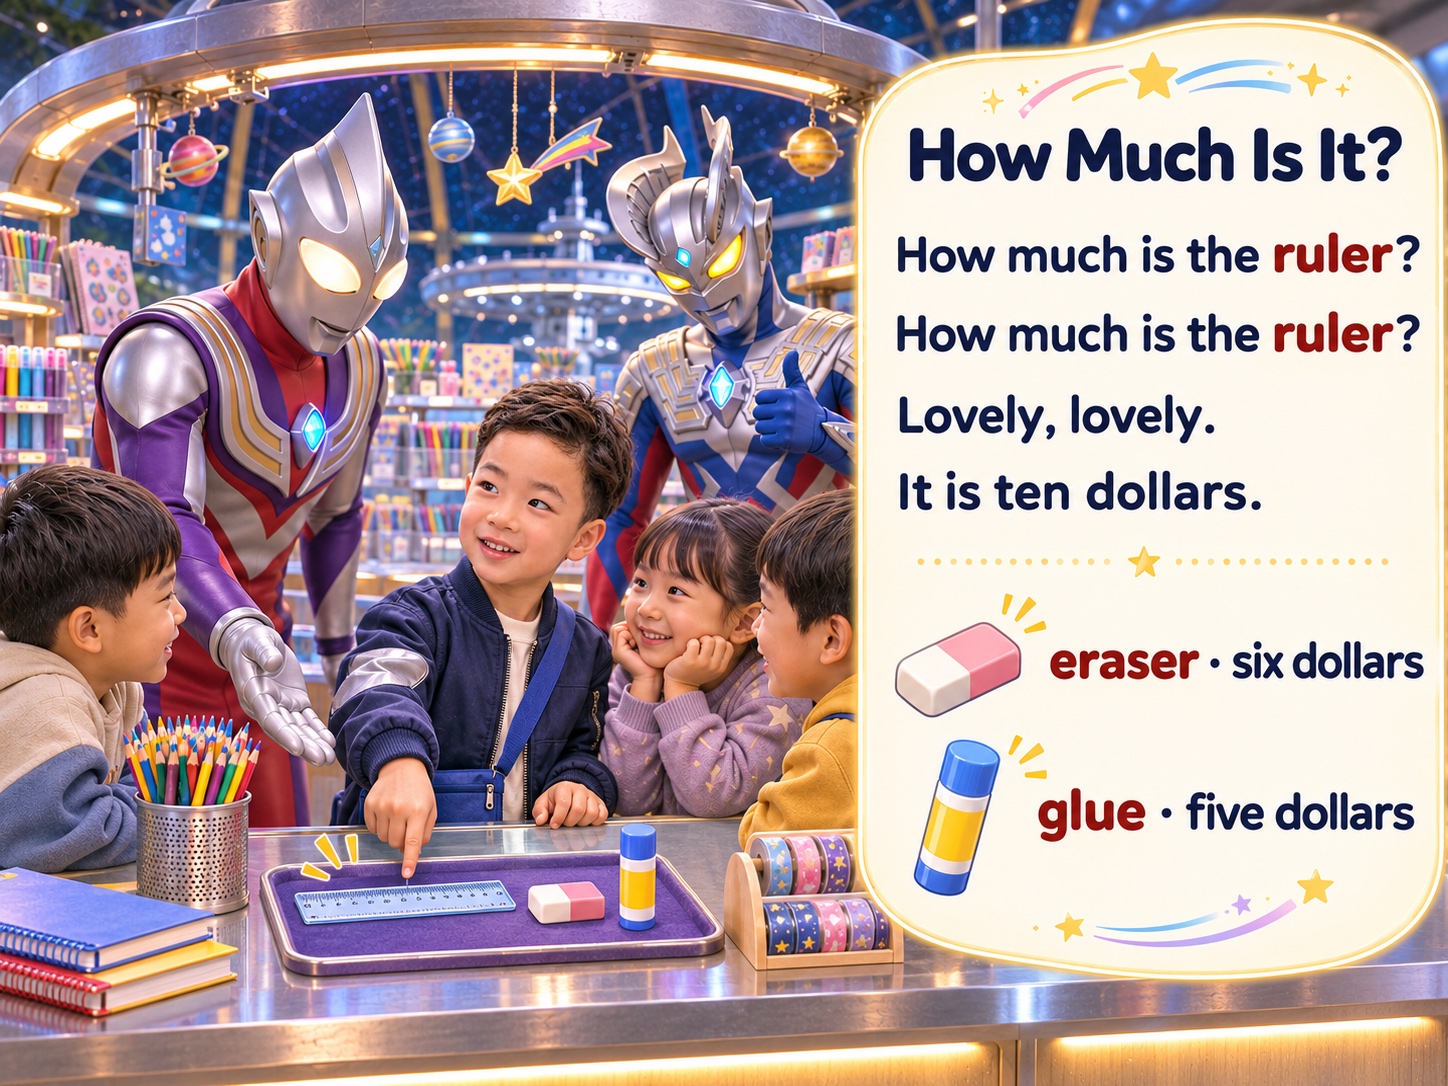 How Much Is It?
How much is the ruler?
How much is the ruler?
Lovely, lovely.
It is ten dollars.
eraser · six dollars
glue · five dollars